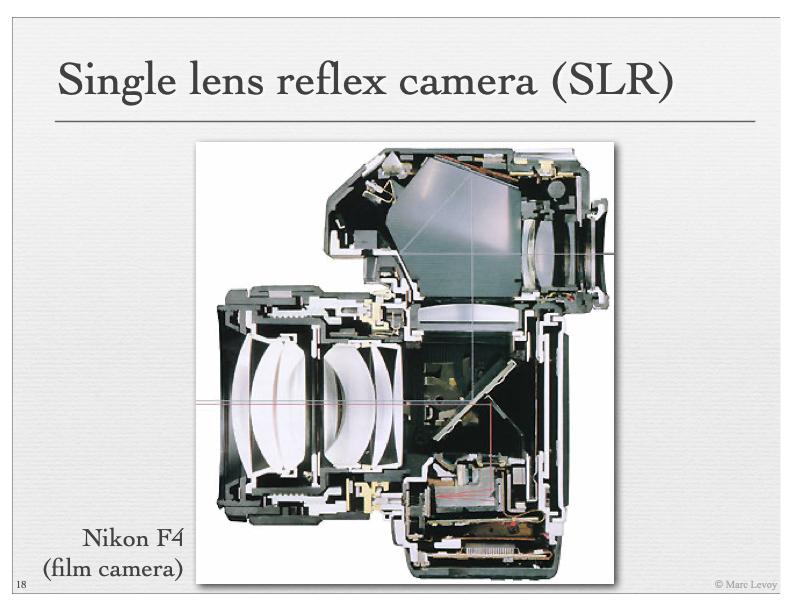 Single lens reflex camera (SLR)
Nikon F4
(film camera)
18
© Marc Levoy